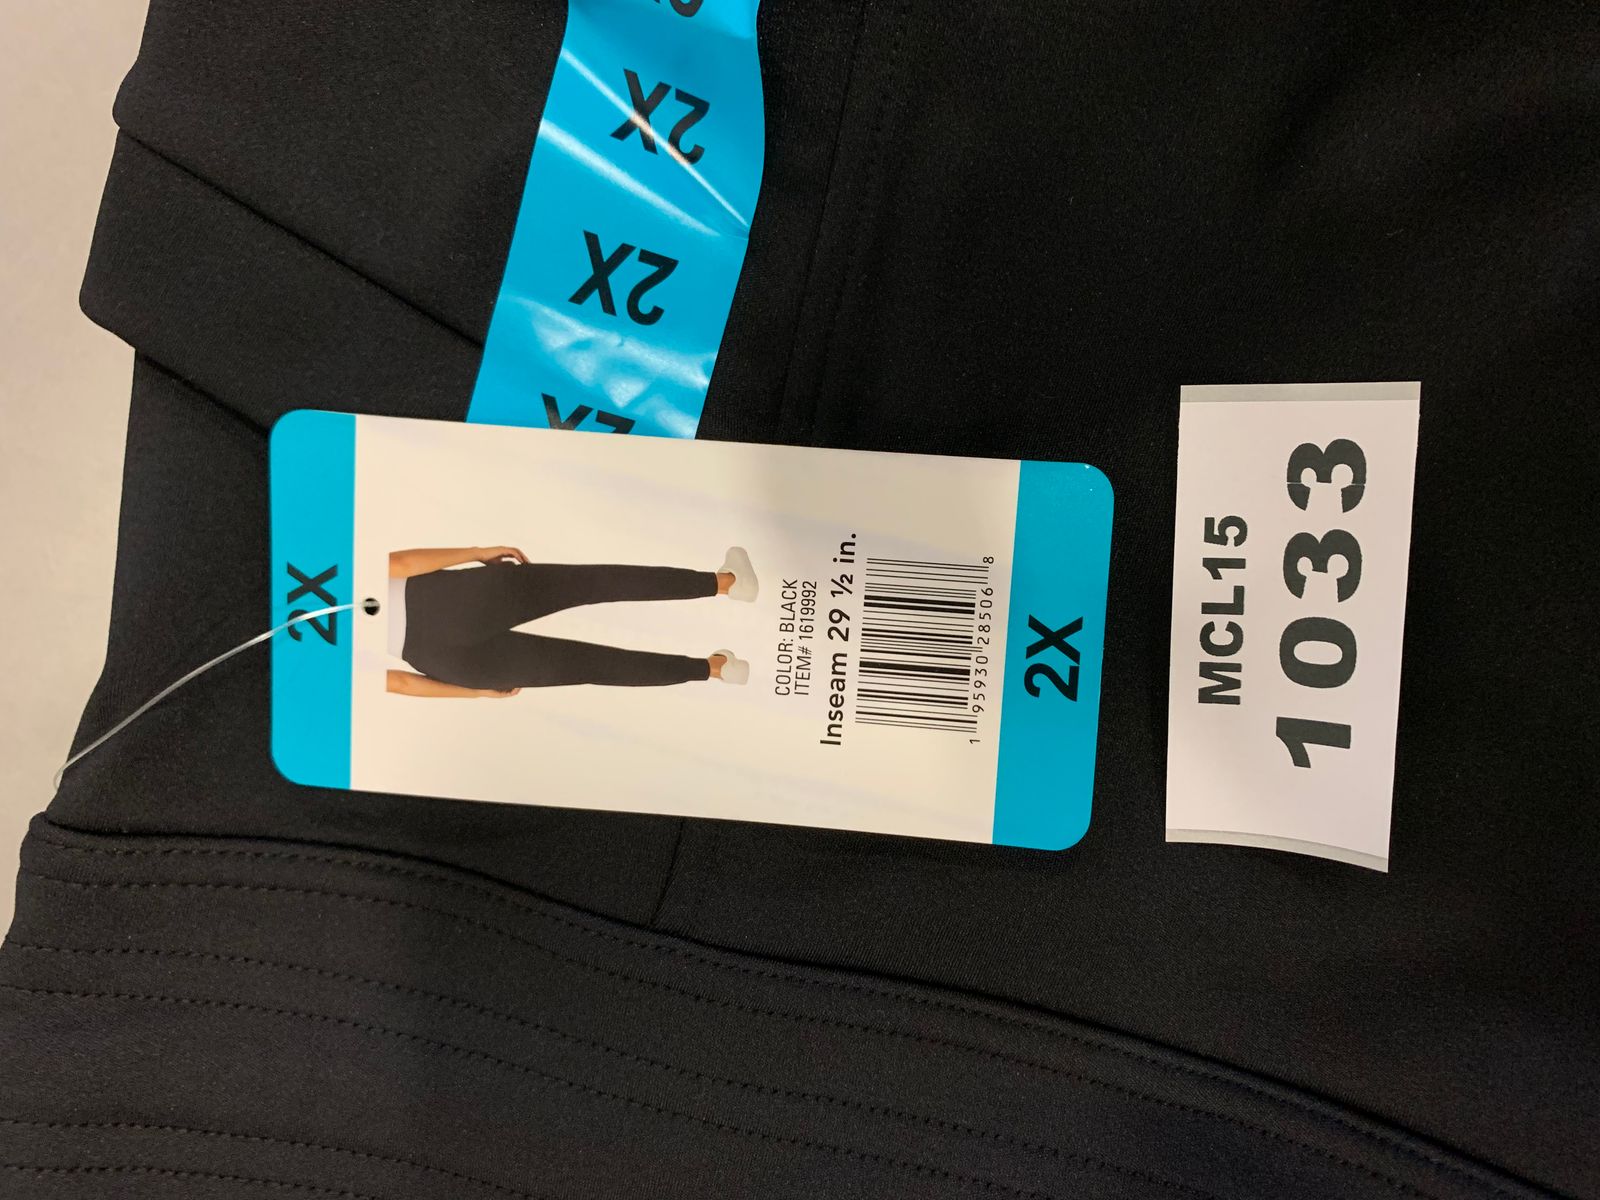 2X
2X
2X
2X
COLOR: BLACK
ITEM# 1619992
Inseam 29 ½ in.
1 95930 28506 8
2X
MCL15
1033